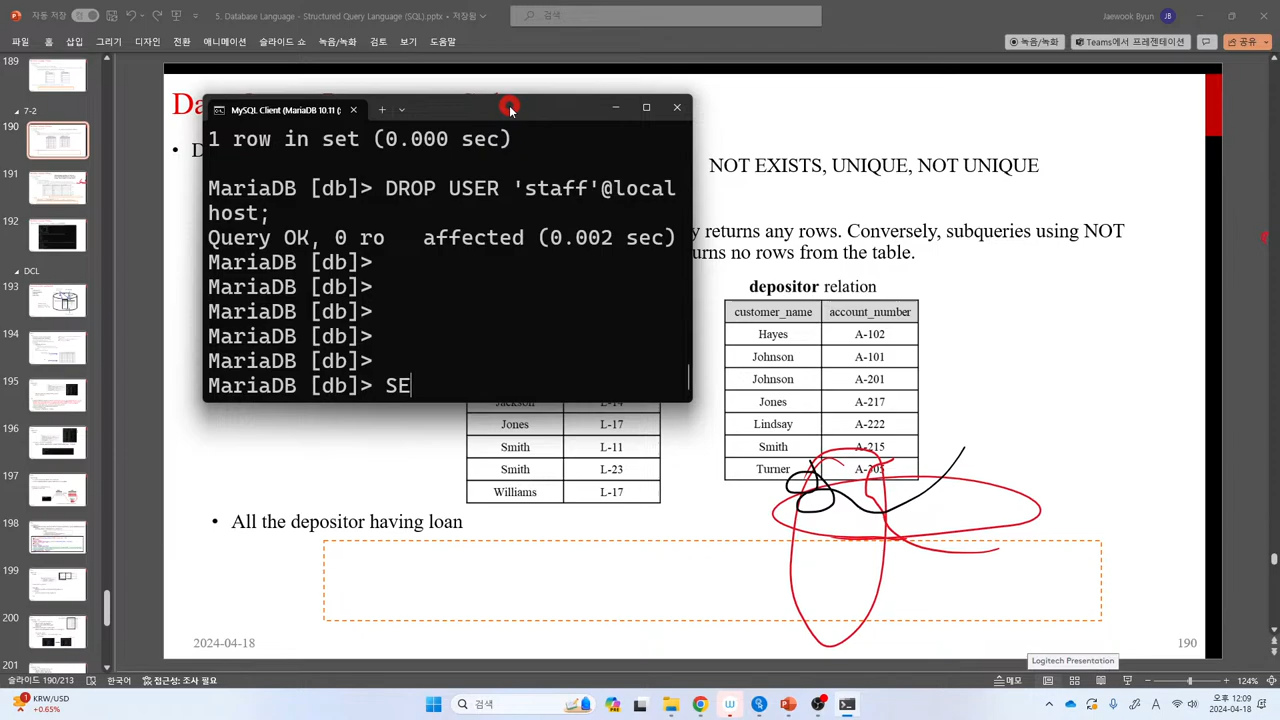 자동 저장
5. Database Language - Structured Query Language (SQL).pptx • 저장됨
검색
Jaewook Byun
JB
파일
홈
디자인
전환
애니메이션
슬라이드 쇼
녹음/녹화
검토
보기
녹음/녹화
Teams에서 프레젠테이션
공유
189
7-2
190
191
192
DCL
193
194
195
196
197
198
199
200
201
MySQL Client (MariaDB 10.11 (
1 row in set (0.000 sec)
MariaDB [db]> DROP USER 'staff'@local
host;
Query OK, 0 ro affected (0.002 sec)
MariaDB [db]>
MariaDB [db]>
MariaDB [db]>
MariaDB [db]>
MariaDB [db]>
MariaDB [db]> SE
NOT EXISTS, UNIQUE, NOT UNIQUE
y returns any rows. Conversely, subqueries using NOT
urns no rows from the table.
depositor relation
customer_name account_number
Hayes A-102
Johnson A-101
Johnson A-201
Jones A-217
Lindsay A-222
Smith A-215
Turner A-305
Jackson L-14
Jones L-17
Smith L-11
Smith L-23
Williams L-17
• All the depositor having loan
2024-04-18
190
Logitech Presentation
슬라이드 190/213
한국어
접근성: 조사 필요
메모
124%
KRW/USD
+0.65%
검색
오후 12:09
2024-04-18